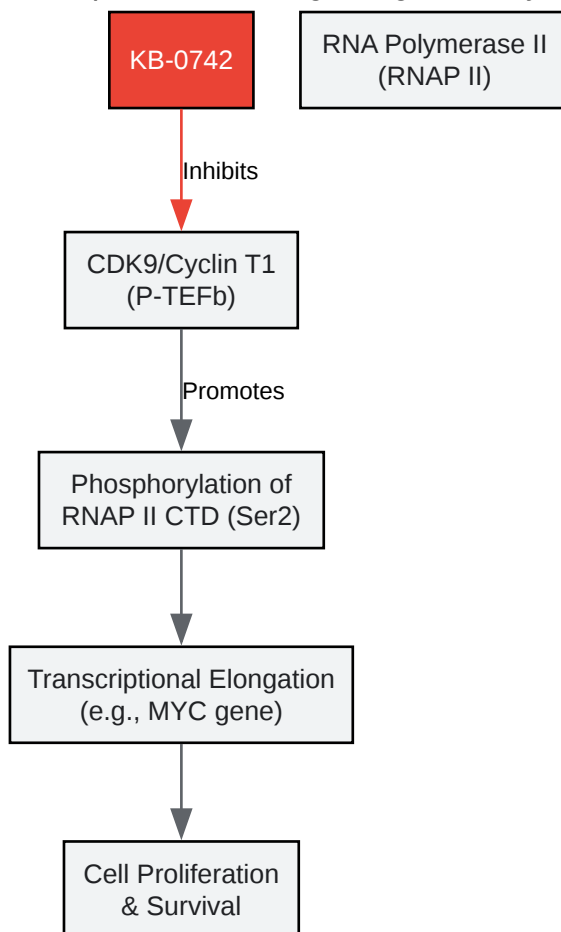 KB-0742
RNA Polymerase II
(RNAP II)
Inhibits
CDK9/Cyclin T1
(P-TEFb)
Promotes
Phosphorylation of
RNAP II CTD (Ser2)
Transcriptional Elongation
(e.g., MYC gene)
Cell Proliferation
& Survival